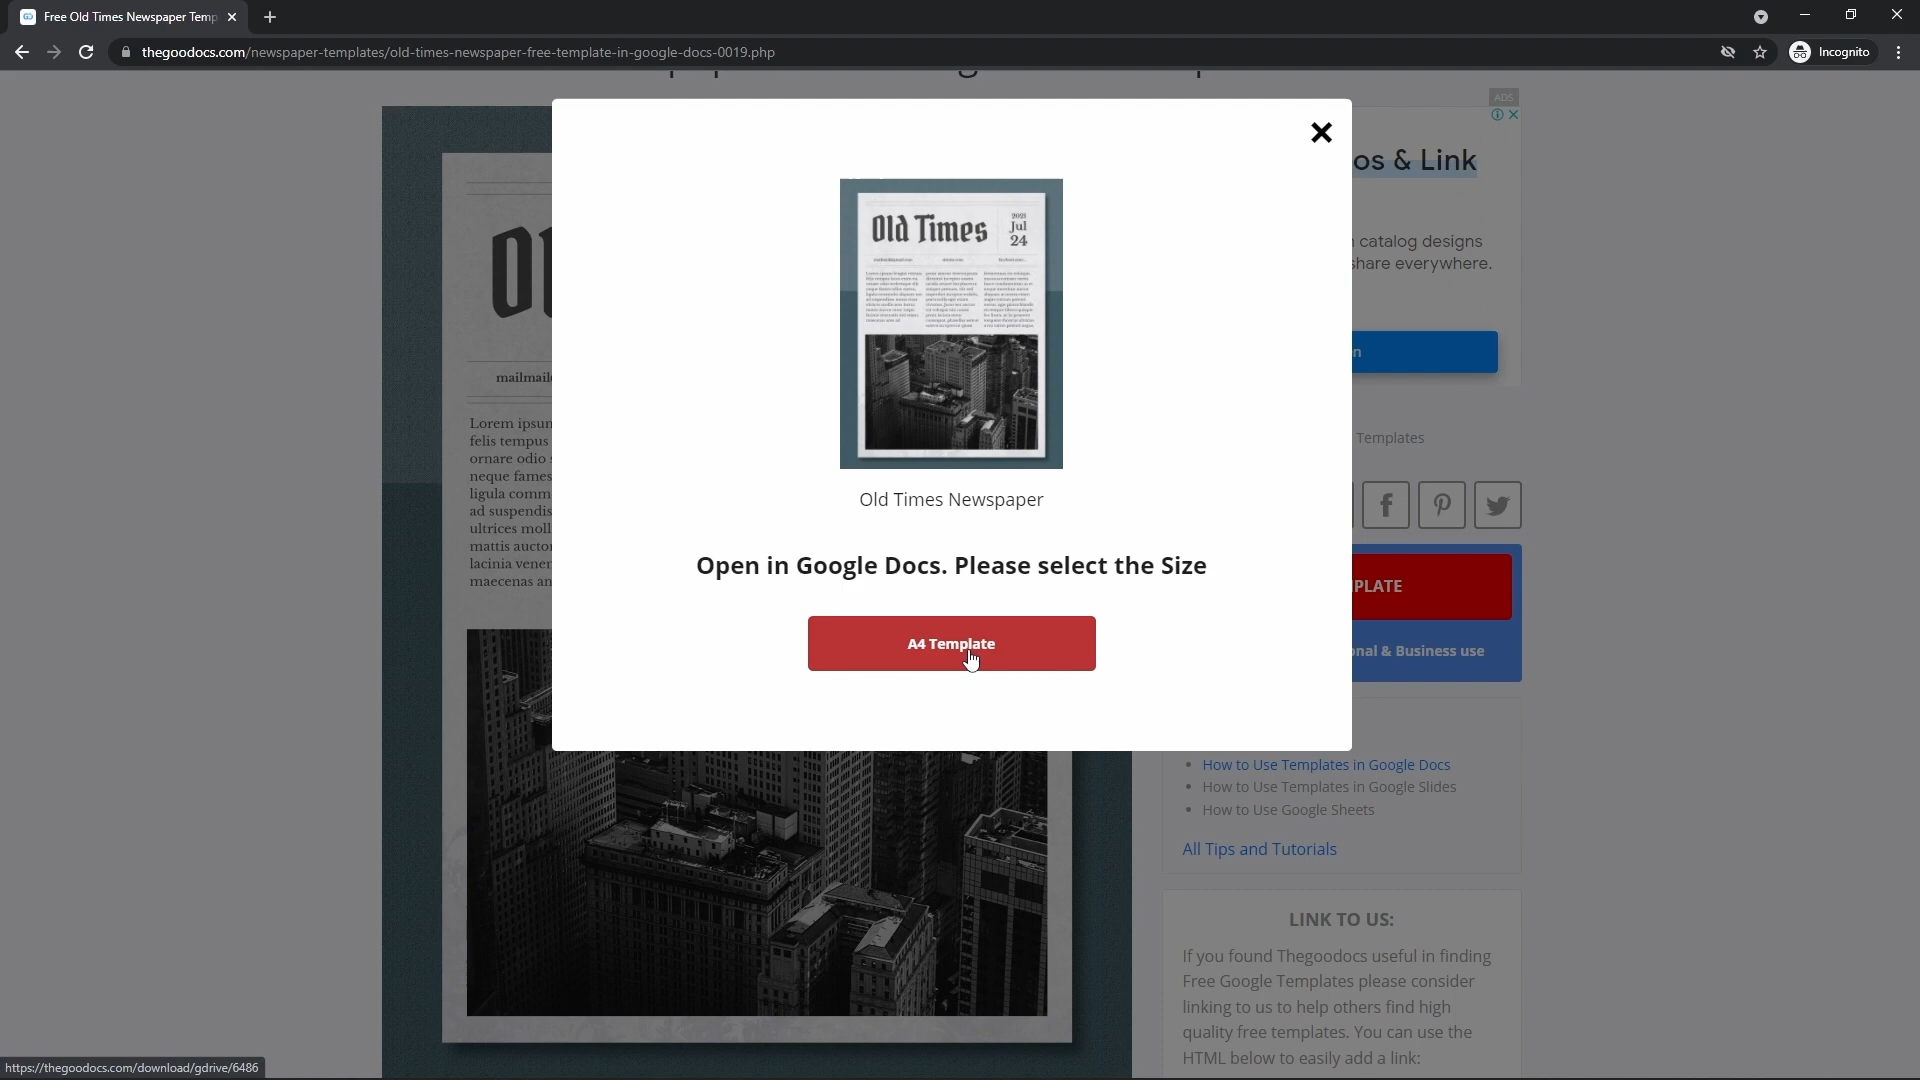 Free Old Times Newspaper Temp
thegoodocs.com/newspaper-templates/old-times-newspaper-free-template-in-google-docs-0019.php
Incognito
ADS
os & Link
catalog designs
share everywhere.
n
mailmail
Lorem ipsum
felis tempus
ornare odio
neque fames
ligula comm
ad suspendis
ultrices moll
mattis aucto
lacinia vener
maecenas an
Old Times
2021
Jul
24
Old Times Newspaper
Open in Google Docs. Please select the Size
A4 Template
Templates
PLATE
onal & Business use
How to Use Templates in Google Docs
How to Use Templates in Google Slides
How to Use Google Sheets
All Tips and Tutorials
LINK TO US:
If you found Thegoodocs useful in finding
Free Google Templates please consider
linking to us to help others find high
quality free templates. You can use the
HTML below to easily add a link:
https://thegoodocs.com/download/gdrive/6486